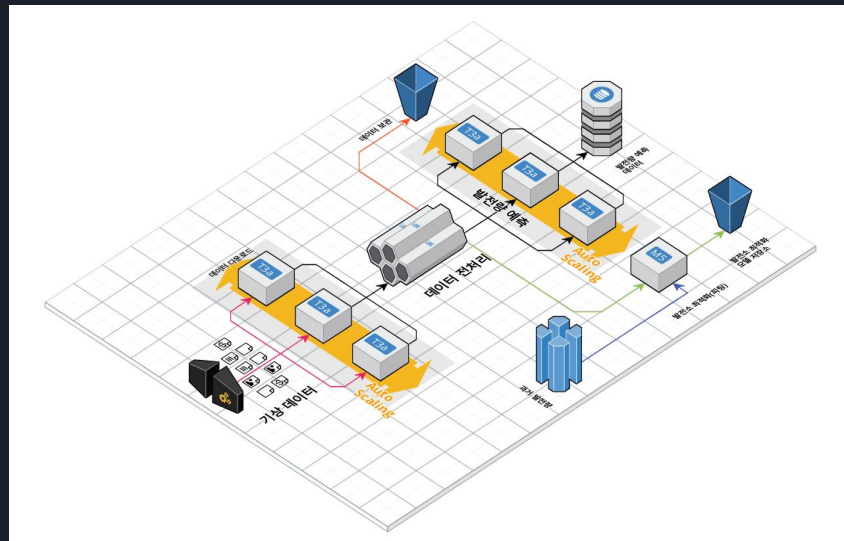 데이터 보관
T3a
T3a
T3a
발전량 예측
Auto
Scaling
발전량 예측
데이터
데이터 다운로드
T3a
T3a
T3a
Auto
Scaling
데이터 전처리
M5
발전소 최적화
모델 저장소
발전소 최적화(파킹)
과거 발전량
기상 데이터